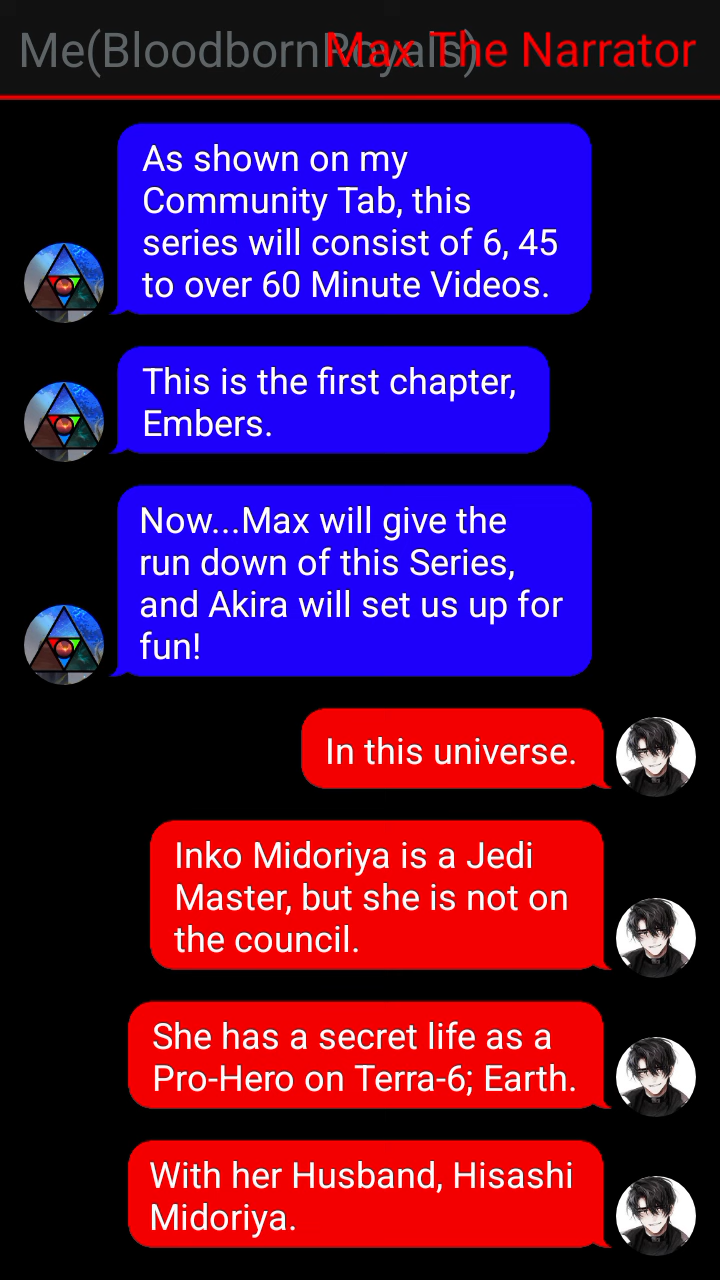 Me(BloodbornRoyals)
Max The Narrator
As shown on my
Community Tab, this
series will consist of 6, 45
to over 60 Minute Videos.
This is the first chapter,
Embers.
Now...Max will give the
run down of this Series,
and Akira will set us up for
fun!
In this universe.
Inko Midoriya is a Jedi
Master, but she is not on
the council.
She has a secret life as a
Pro-Hero on Terra-6; Earth.
With her Husband, Hisashi
Midoriya.